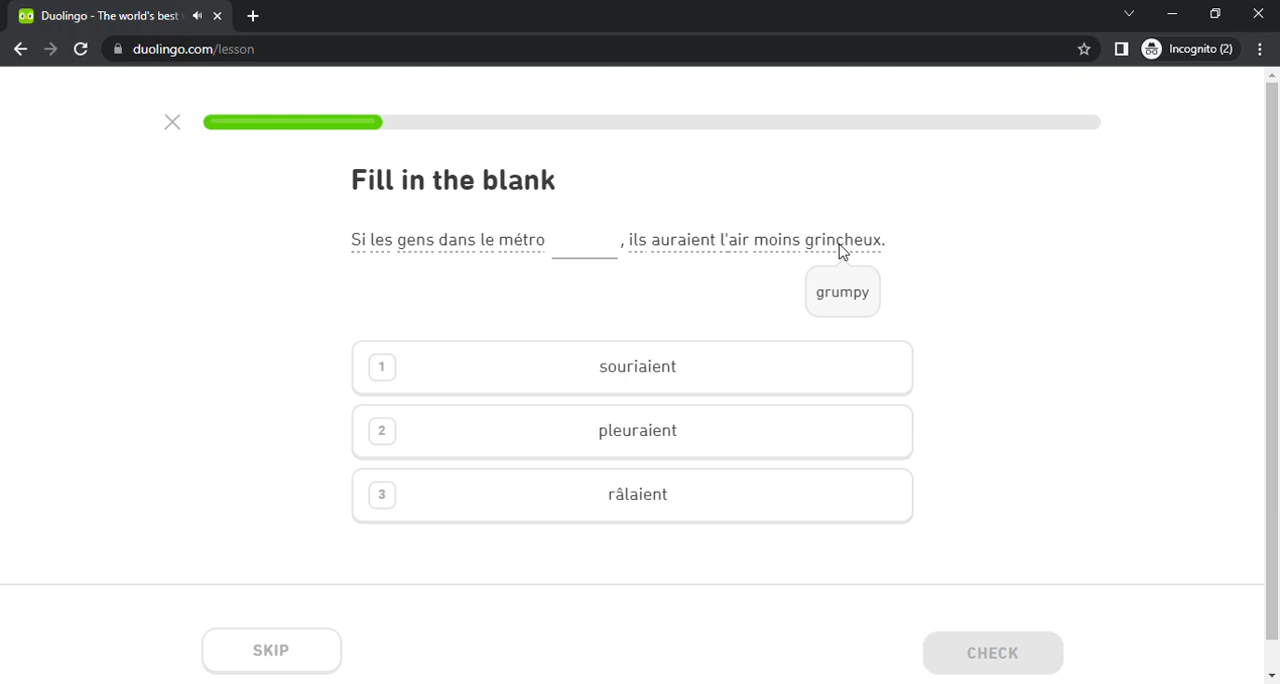 Duolingo - The world's best
Incognito (2)
duolingo.com/lesson
Fill in the blank
Si les gens dans le métro ______, ils auraient l'air moins grincheux.
grumpy
1 souriaient
2 pleuraient
3 râlaient
SKIP
CHECK